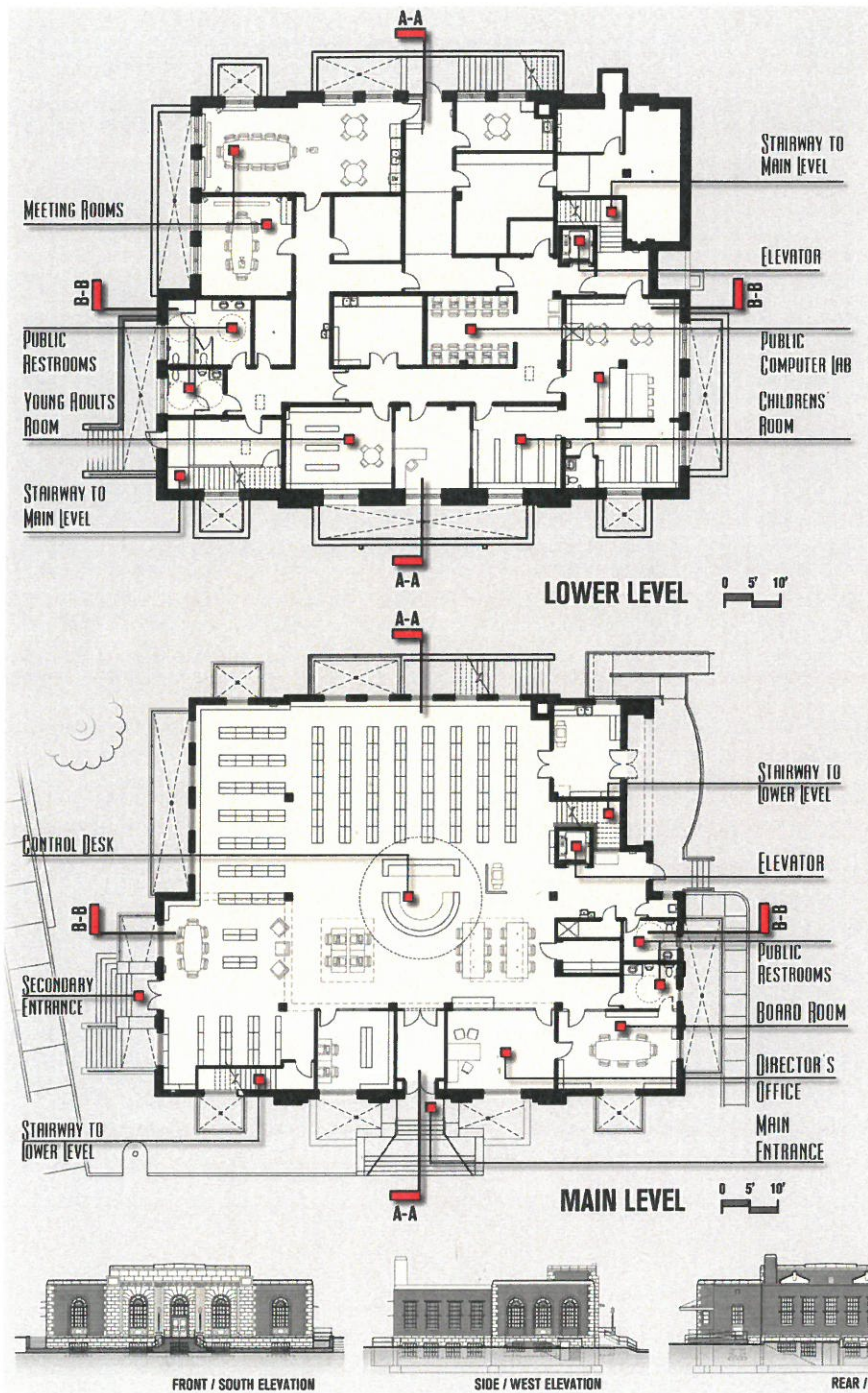 A-A
STAIRWAY TO
MAIN LEVEL
MEETING ROOMS
ELEVATOR
B-B
B-B
PUBLIC
RESTROOMS
PUBLIC
COMPUTER LAB
YOUNG ADULTS
ROOM
CHILDRENS'
ROOM
STAIRWAY TO
MAIN LEVEL
A-A
LOWER LEVEL
0 5' 10'
A-A
STAIRWAY TO
LOWER LEVEL
CONTROL DESK
ELEVATOR
B-B
B-B
PUBLIC
RESTROOMS
SECONDARY
ENTRANCE
BOARD ROOM
DIRECTOR'S
OFFICE
STAIRWAY TO
LOWER LEVEL
MAIN
ENTRANCE
A-A
MAIN LEVEL
0 5' 10'
FRONT / SOUTH ELEVATION
SIDE / WEST ELEVATION
REAR /